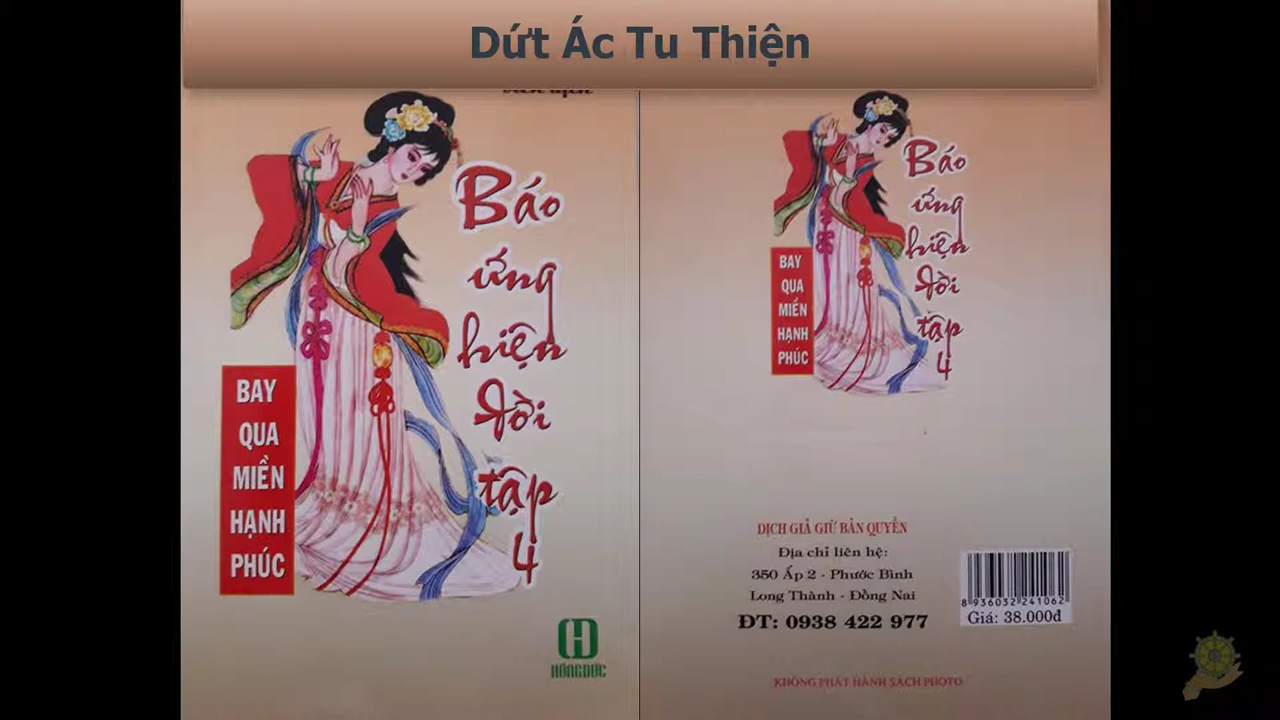 Dứt Ác Tu Thiện
Báo
ứng
hiện
đời
tập
4
BAY
QUA
MIỀN
HẠNH
PHÚC
HỒNG ĐỨC
Báo
ứng
hiện
đời
tập
4
BAY
QUA
MIỀN
HẠNH
PHÚC
DỊCH GIẢ GIỮ BẢN QUYỀN
Địa chỉ liên hệ:
350 Ấp 2 - Phước Bình
Long Thành - Đồng Nai
ĐT: 0938 422 977
8 936032 241062
Giá: 38.000đ
KHÔNG PHÁT HÀNH SÁCH PHOTO